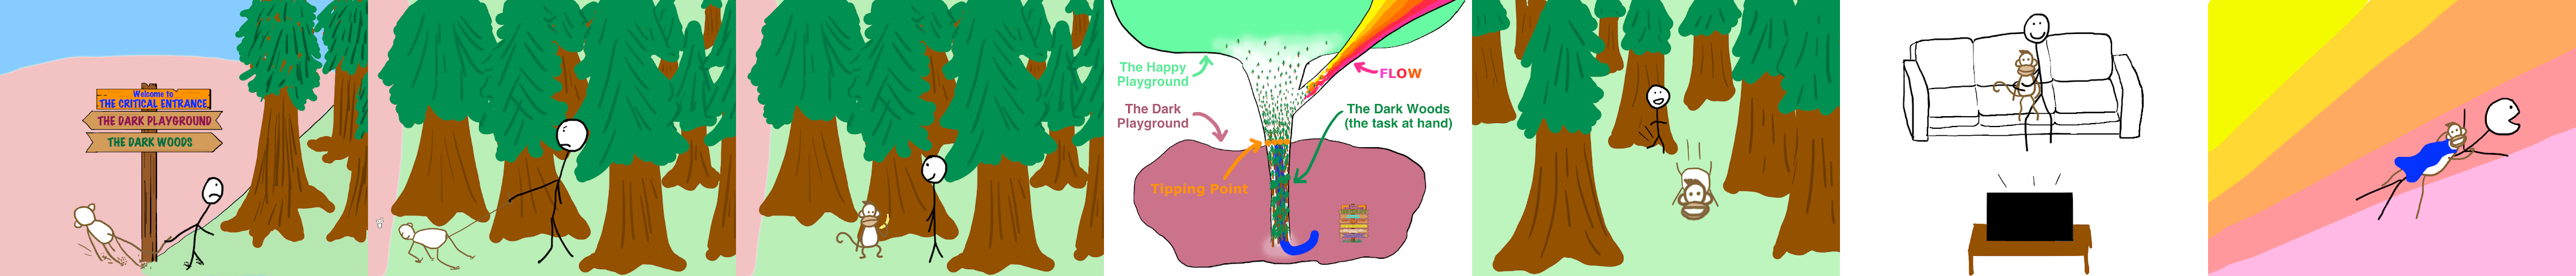 Welcome to
THE CRITICAL ENTRANCE
THE DARK PLAYGROUND
THE DARK WOODS
The Happy
Playground
FLOW
The Dark
Playground
The Dark Woods
(the task at hand)
Tipping Point